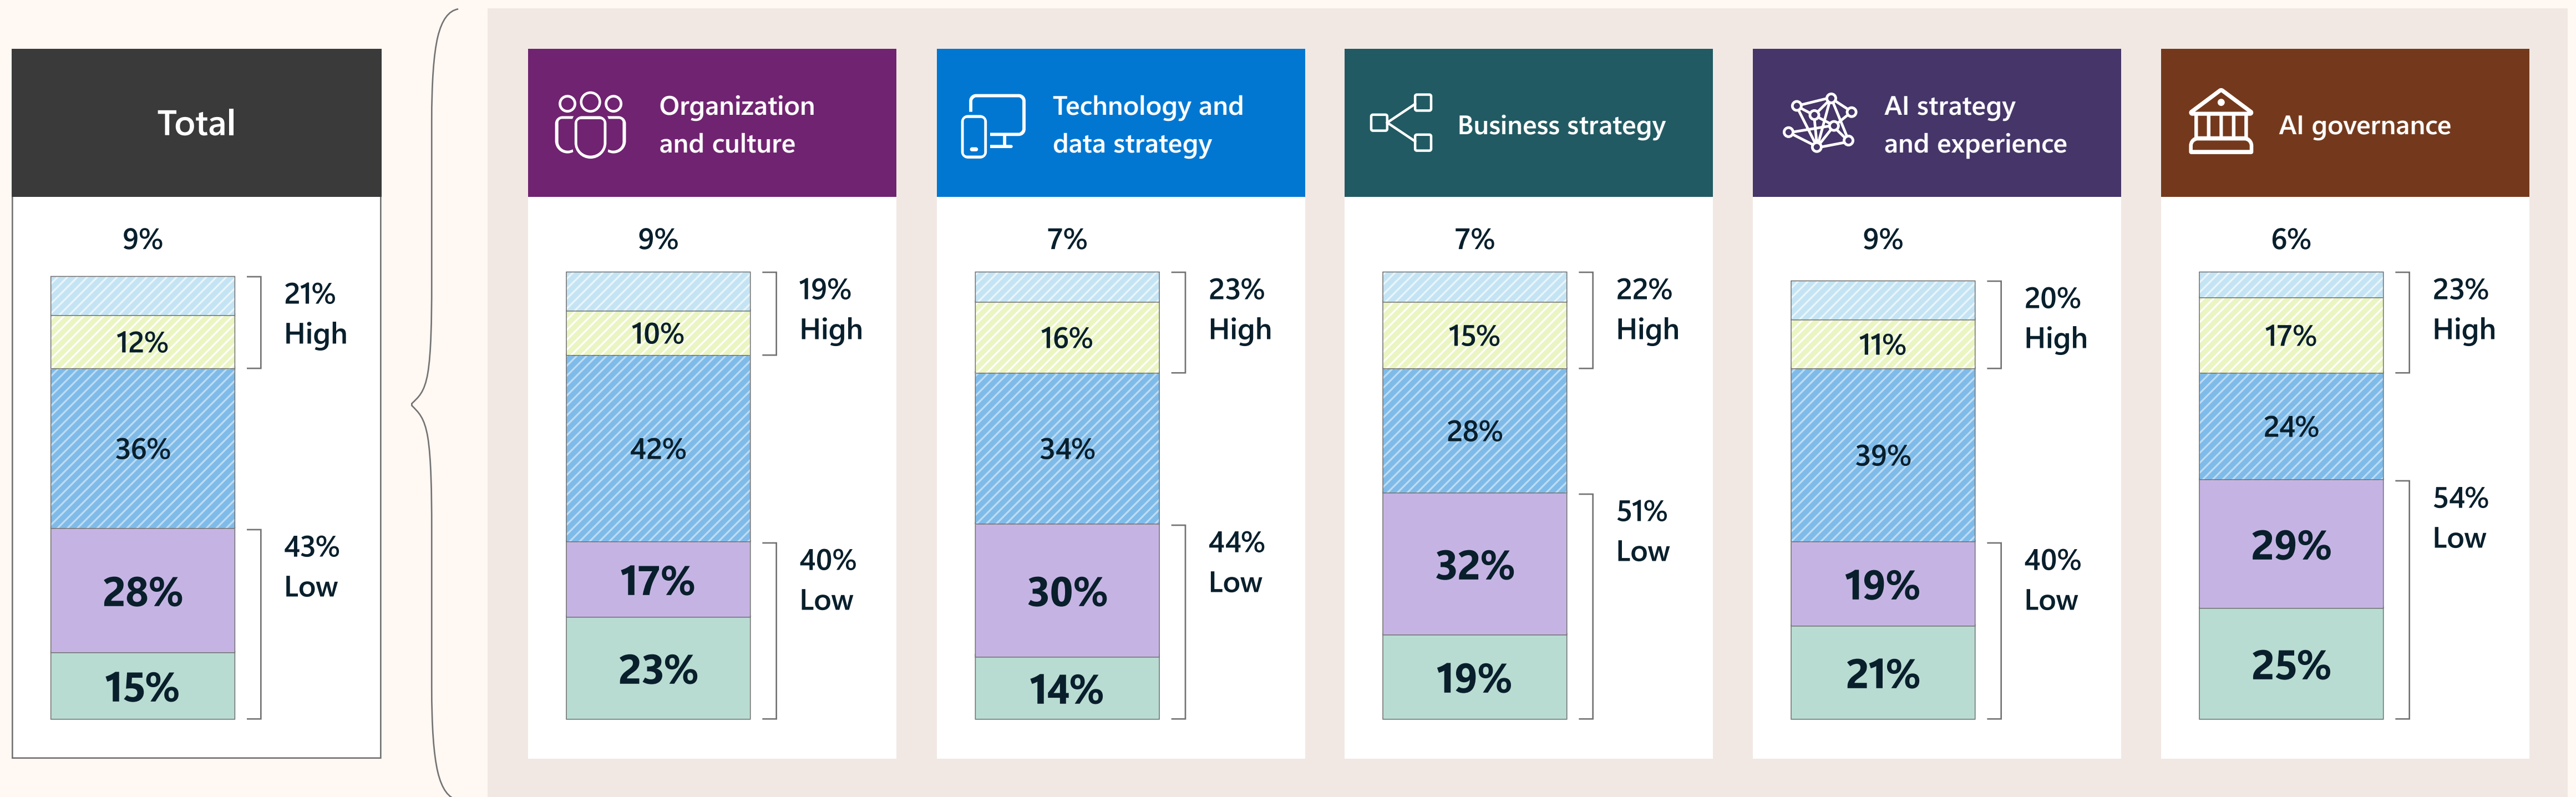 Total
9%
21%
High
12%
36%
43%
Low
28%
15%
Organization
and culture
9%
19%
High
10%
42%
40%
Low
17%
23%
Technology and
data strategy
7%
23%
High
16%
34%
44%
Low
30%
14%
Business strategy
7%
22%
High
15%
28%
51%
Low
32%
19%
AI strategy
and experience
9%
20%
High
11%
39%
40%
Low
19%
21%
AI governance
6%
23%
High
17%
24%
54%
Low
29%
25%